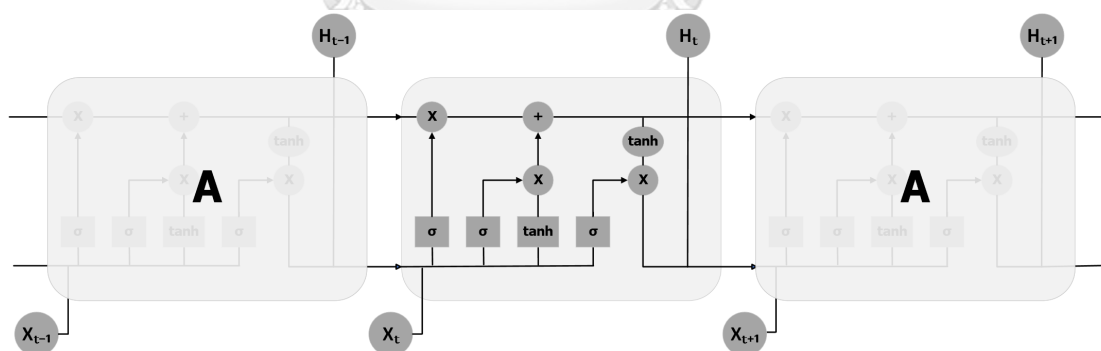 Hₜ₋₁ Hₜ Hₜ₊₁
X + X + X +
tanh tanh tanh
X X X X X X
A A
σ σ tanh σ σ σ tanh σ σ σ tanh σ
Xₜ₋₁ Xₜ Xₜ₊₁